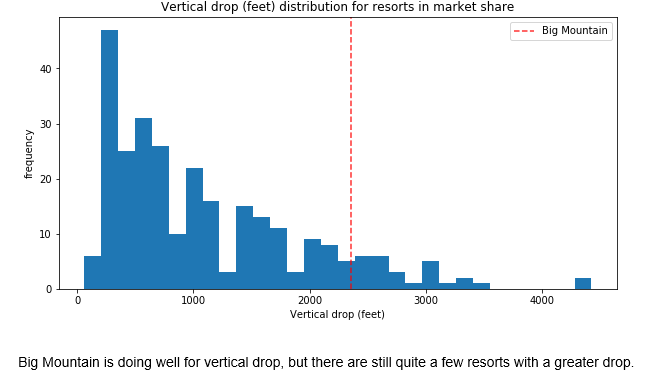 Vertical drop (feet) distribution for resorts in market share
Big Mountain
frequency
40
30
20
10
0
0 1000 2000 3000 4000
Vertical drop (feet)
Big Mountain is doing well for vertical drop, but there are still quite a few resorts with a greater drop.